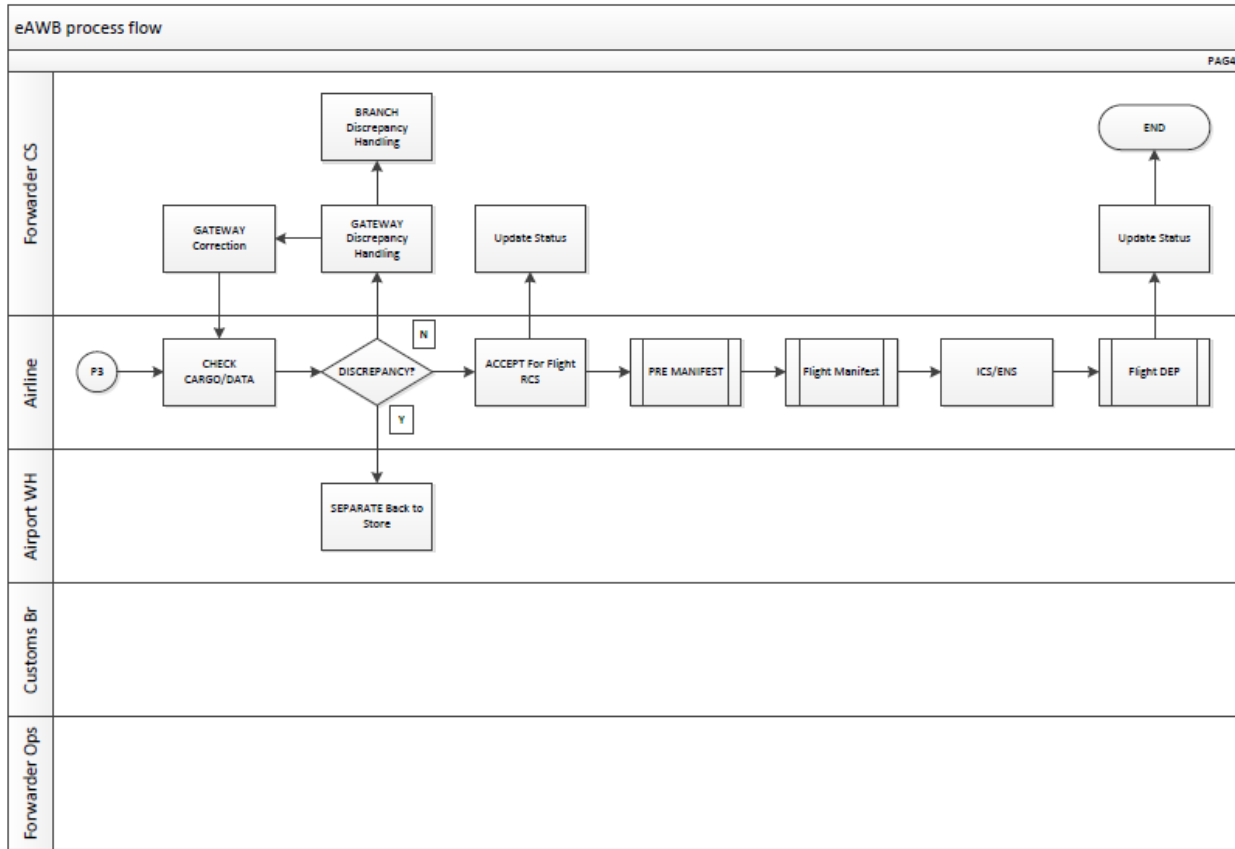 eAWB process flow
PAG4
Forwarder CS
BRANCH
Discrepancy
Handling
END
GATEWAY
Correction
GATEWAY
Discrepancy
Handling
Update Status
Update Status
Airline
N
P3
CHECK
CARGO/DATA
DISCREPANCY?
ACCEPT For Flight
RCS
PRE MANIFEST
Flight Manifest
ICS/ENS
Flight DEP
Y
Airport WH
SEPARATE Back to
Store
Customs Br
Forwarder Ops